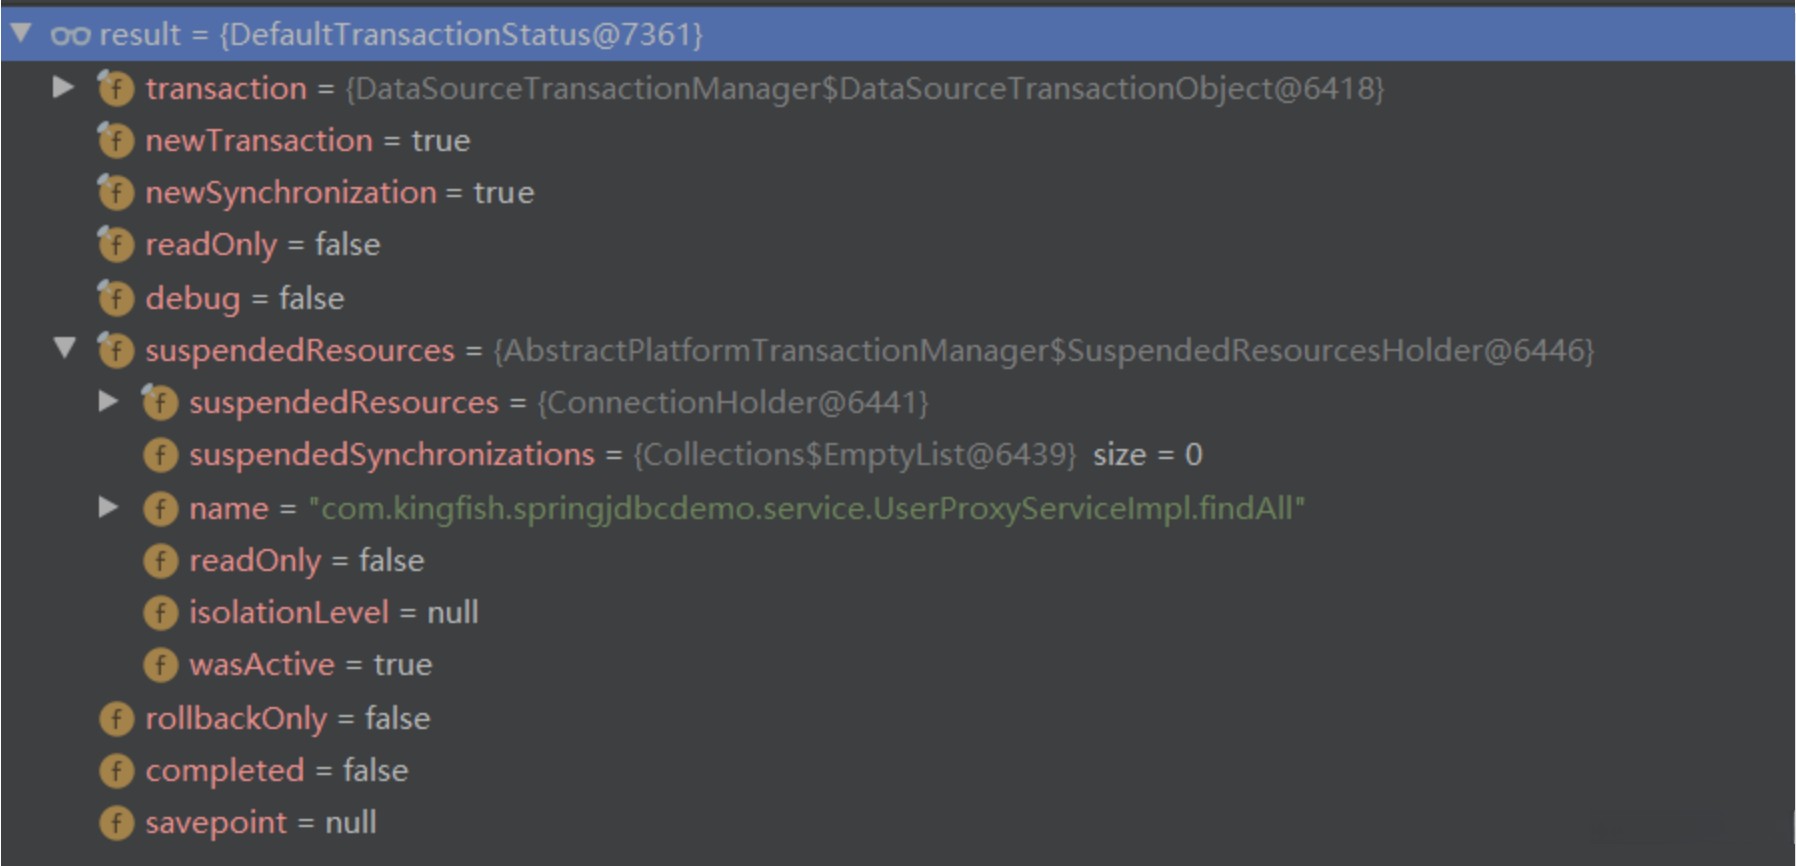 result = {DefaultTransactionStatus@7361}
transaction = {DataSourceTransactionManager$DataSourceTransactionObject@6418}
newTransaction = true
newSynchronization = true
readOnly = false
debug = false
suspendedResources = {AbstractPlatformTransactionManager$SuspendedResourcesHolder@6446}
suspendedResources = {ConnectionHolder@6441}
suspendedSynchronizations = {Collections$EmptyList@6439} size = 0
name = "com.kingfish.springjdbcdemo.service.UserProxyServiceImpl.findAll"
readOnly = false
isolationLevel = null
wasActive = true
rollbackOnly = false
completed = false
savepoint = null